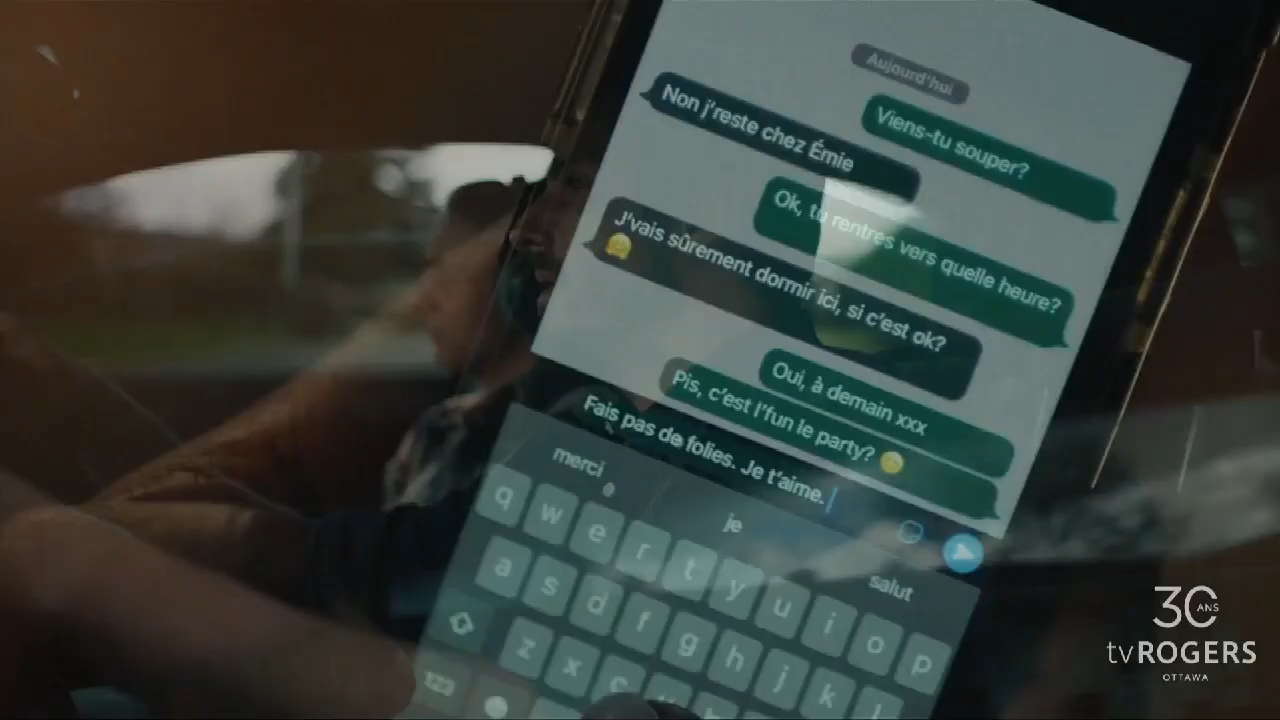 Aujourd'hui
Viens-tu souper?
Non j'reste chez Émie
Ok, tu rentres vers quelle heure?
J'vais sûrement dormir ici, si c'est ok?
🤗
Oui, à demain xxx
Pis, c'est l'fun le party? 🙂
Fais pas de folies. Je t'aime.
merci je salut
q w e r t y u i o p
a s d f g h j k l
z x c
123
30 ANS
tvROGERS
OTTAWA